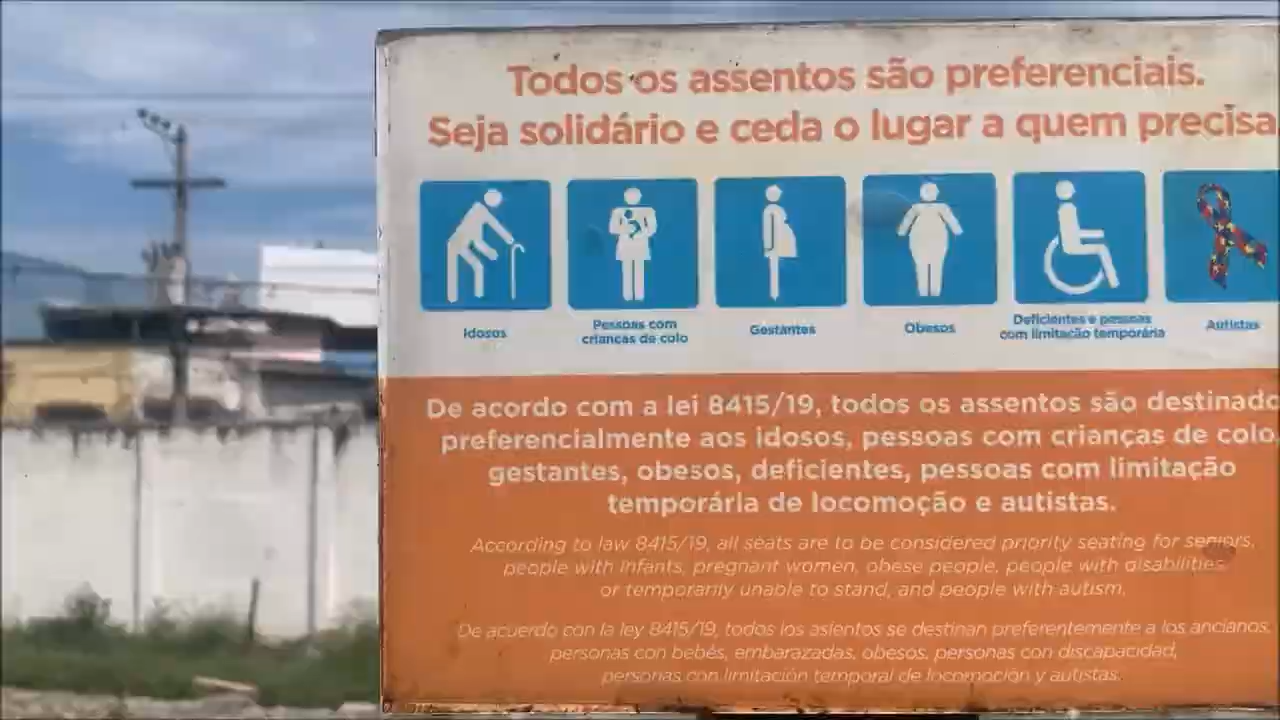 Todos os assentos são preferenciais.
Seja solidário e ceda o lugar a quem precisa
Idosos
Pessoas com
crianças de colo
Gestantes
Obesos
Deficientes e pessoas
com limitação temporária
Autistas
De acordo com a lei 8415/19, todos os assentos são destinado
preferencialmente aos idosos, pessoas com crianças de colo
gestantes, obesos, deficientes, pessoas com limitação
temporária de locomoção e autistas.
According to law 8415/19, all seats are to be considered priority seating for seniors,
people with infants, pregnant women, obese people, people with disabilities
or temporarily unable to stand, and people with autism.
De acuerdo con la ley 8415/19, todos los asientos se destinan preferentemente a los ancianos,
personas con bebés, embarazadas, obesos, personas con discapacidad,
personas con limitación temporal de locomoción y autistas.